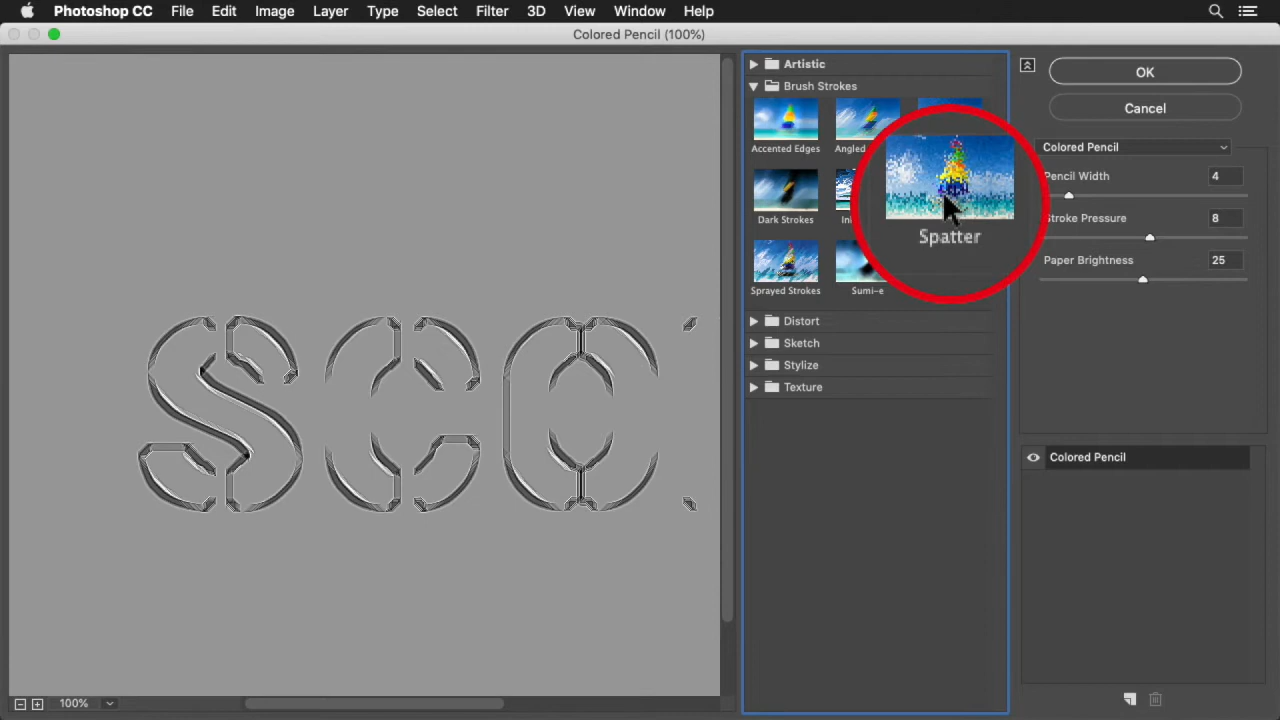 Photoshop CC File Edit Image Layer Type Select Filter 3D View Window Help
Colored Pencil (100%)
Artistic
Brush Strokes
Accented Edges Angled
Dark Strokes
Spatter
Sprayed Strokes Sumi-e
Distort
Sketch
Stylize
Texture
OK
Cancel
Colored Pencil
Pencil Width 4
Stroke Pressure 8
Paper Brightness 25
Colored Pencil
SCO
100%